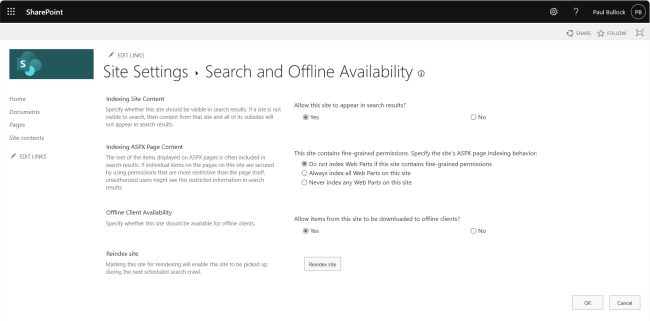 SharePoint
?
Paul Bullock
PB
SHARE
FOLLOW
S
EDIT LINKS
Site Settings › Search and Offline Availability
Home
Documents
Pages
Site contents
EDIT LINKS
Indexing Site Content
Specify whether this site should be visible in search results. If a site is not
visible to search, then content from that site and all of its subsites will
not appear in search results.
Allow this site to appear in search results?
Yes
No
Indexing ASPX Page Content
The text of the items displayed on ASPX pages is often included in
search results. If individual items on the pages on this site are secured
by using permissions that are more restrictive than the page itself,
unauthorized users might see this restricted information in search
results.
This site contains fine-grained permissions. Specify the site's ASPX page indexing behavior:
Do not index Web Parts if this site contains fine-grained permissions
Always index all Web Parts on this site
Never index any Web Parts on this site
Offline Client Availability
Specify whether this site should be available for offline clients.
Allow items from this site to be downloaded to offline clients?
Yes
No
Reindex site
Marking this site for reindexing will enable this site to be picked up
during the next scheduled search crawl.
Reindex site
OK
Cancel